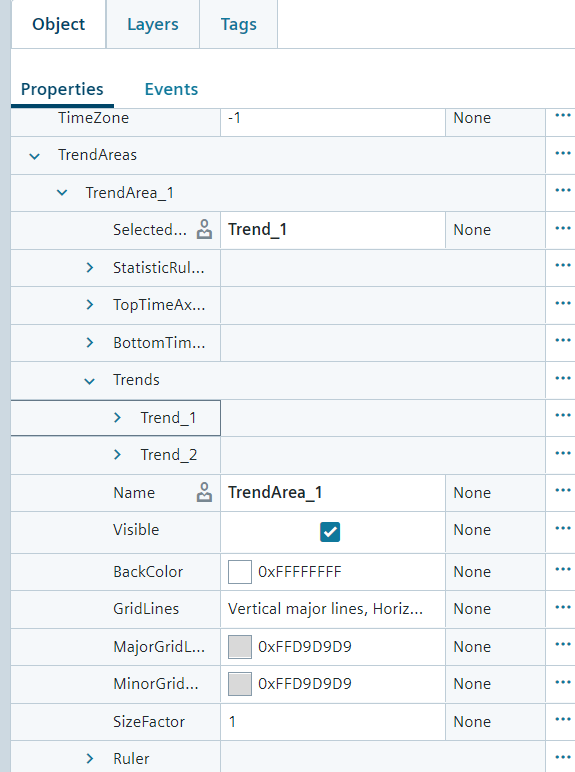 Object Layers Tags
Properties Events
TimeZone -1 None ...
TrendAreas ...
TrendArea_1 ...
Selected... Trend_1 None ...
StatisticRul... ...
TopTimeAx... ...
BottomTim... ...
Trends ...
Trend_1 ...
Trend_2 ...
Name TrendArea_1 None ...
Visible None ...
BackColor 0xFFFFFFFF None ...
GridLines Vertical major lines, Horiz... None ...
MajorGridL... 0xFFD9D9D9 None ...
MinorGrid... 0xFFD9D9D9 None ...
SizeFactor 1 None ...
Ruler ...